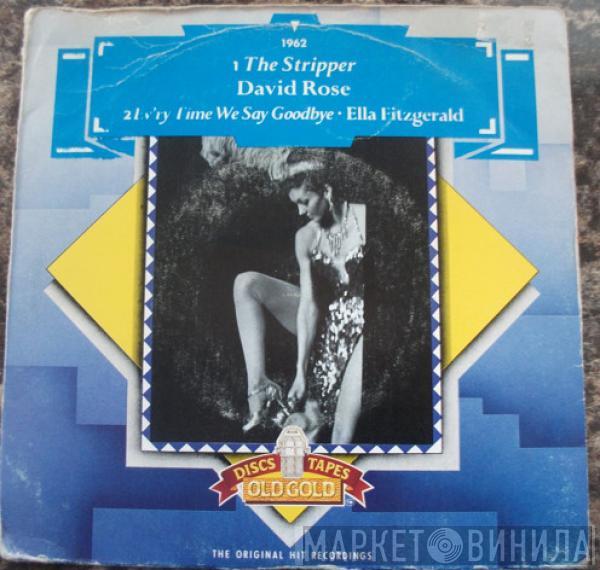 1962
1 The Stripper
David Rose
2 Ev'ry Time We Say Goodbye · Ella Fitzgerald
DISCS TAPES
OLD GOLD
THE ORIGINAL HIT RECORDINGS
МАРКЕТ ВИНИЛА